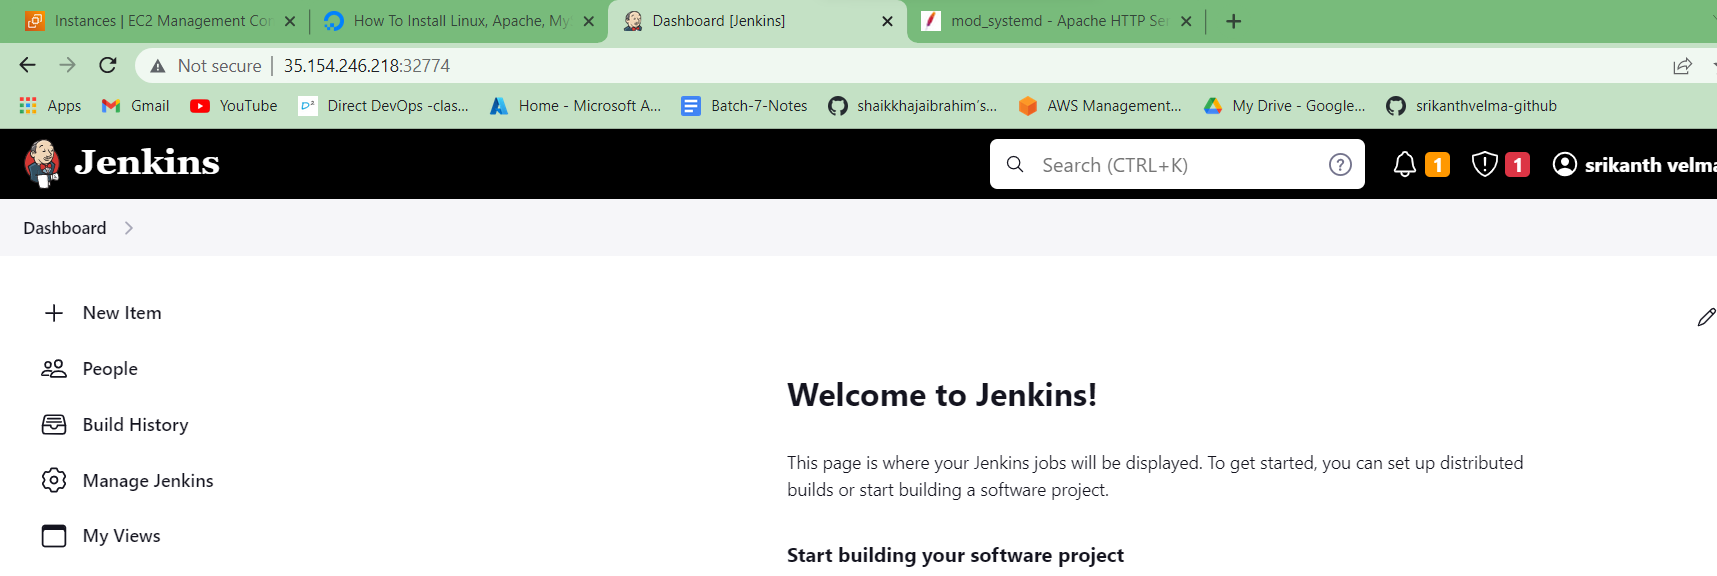 Instances | EC2 Management Con
How To Install Linux, Apache, My
Dashboard [Jenkins]
mod_systemd - Apache HTTP Se
Not secure | 35.154.246.218:32774
Apps Gmail YouTube Direct DevOps -clas... Home - Microsoft A... Batch-7-Notes shaikkhajaibrahim's... AWS Management... My Drive - Google... srikanthvelma-github
Jenkins
Search (CTRL+K)
1
1
srikanth velma
Dashboard
New Item
People
Build History
Manage Jenkins
My Views
Welcome to Jenkins!
This page is where your Jenkins jobs will be displayed. To get started, you can set up distributed
builds or start building a software project.
Start building your software project